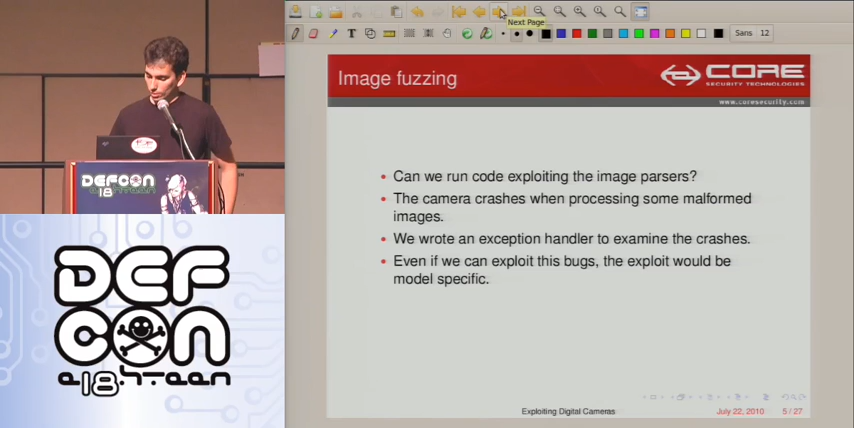 Next Page
T
Sans 12
Image fuzzing
CORE
SECURITY TECHNOLOGIES
www.coresecurity.com
• Can we run code exploiting the image parsers?
• The camera crashes when processing some malformed
images.
• We wrote an exception handler to examine the crashes.
• Even if we can exploit this bugs, the exploit would be
model specific.
Exploiting Digital Cameras
July 22, 2010
5 / 27
DEFCON
18
DEF
CON
18